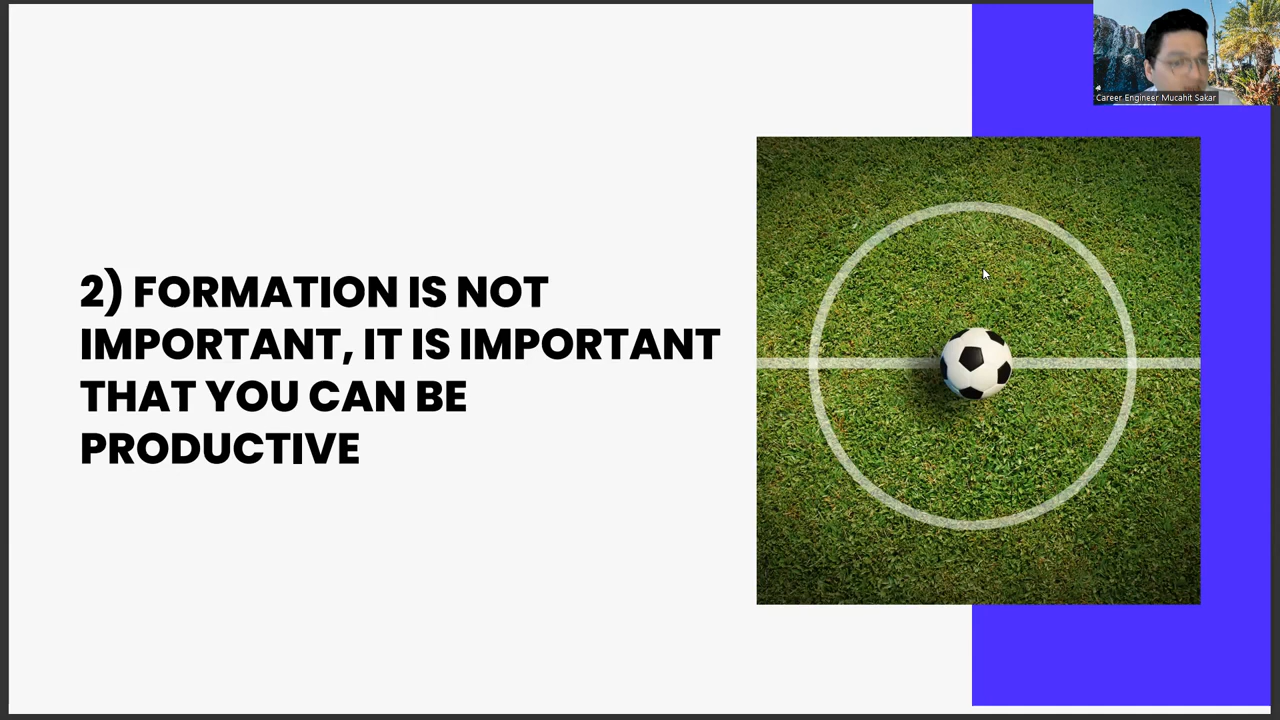 Career Engineer Mucahit Sakar
2) FORMATION IS NOT
IMPORTANT, IT IS IMPORTANT
THAT YOU CAN BE
PRODUCTIVE